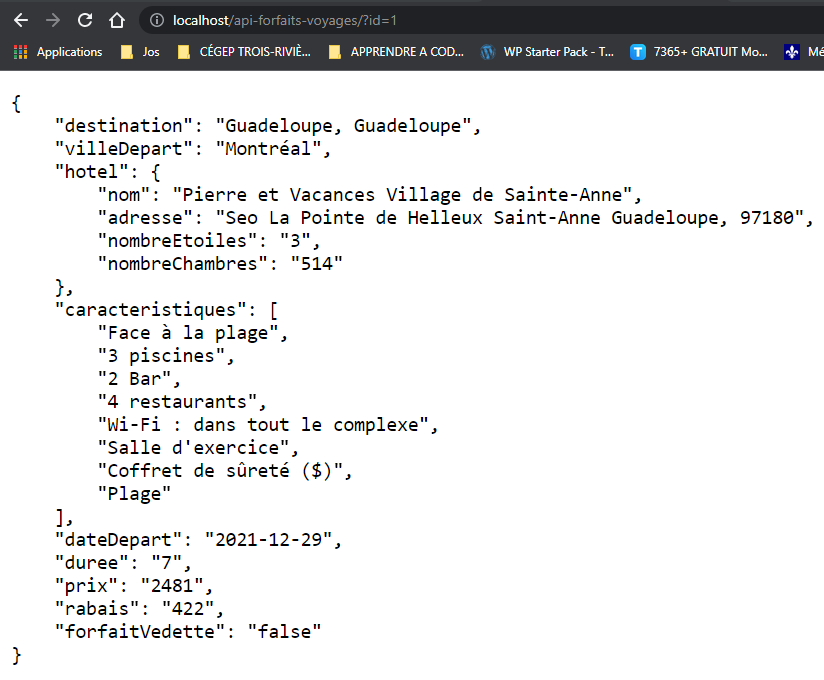 localhost/api-forfaits-voyages/?id=1
Applications Jos CÉGEP TROIS-RIVIÈ... APPRENDRE A COD... WP Starter Pack - T... 7365+ GRATUIT Mo... Mé
{
    "destination": "Guadeloupe, Guadeloupe",
    "villeDepart": "Montréal",
    "hotel": {
        "nom": "Pierre et Vacances Village de Sainte-Anne",
        "adresse": "Seo La Pointe de Helleux Saint-Anne Guadeloupe, 97180",
        "nombreEtoiles": "3",
        "nombreChambres": "514"
    },
    "caracteristiques": [
        "Face à la plage",
        "3 piscines",
        "2 Bar",
        "4 restaurants",
        "Wi-Fi : dans tout le complexe",
        "Salle d'exercice",
        "Coffret de sûreté ($)",
        "Plage"
    ],
    "dateDepart": "2021-12-29",
    "duree": "7",
    "prix": "2481",
    "rabais": "422",
    "forfaitVedette": "false"
}